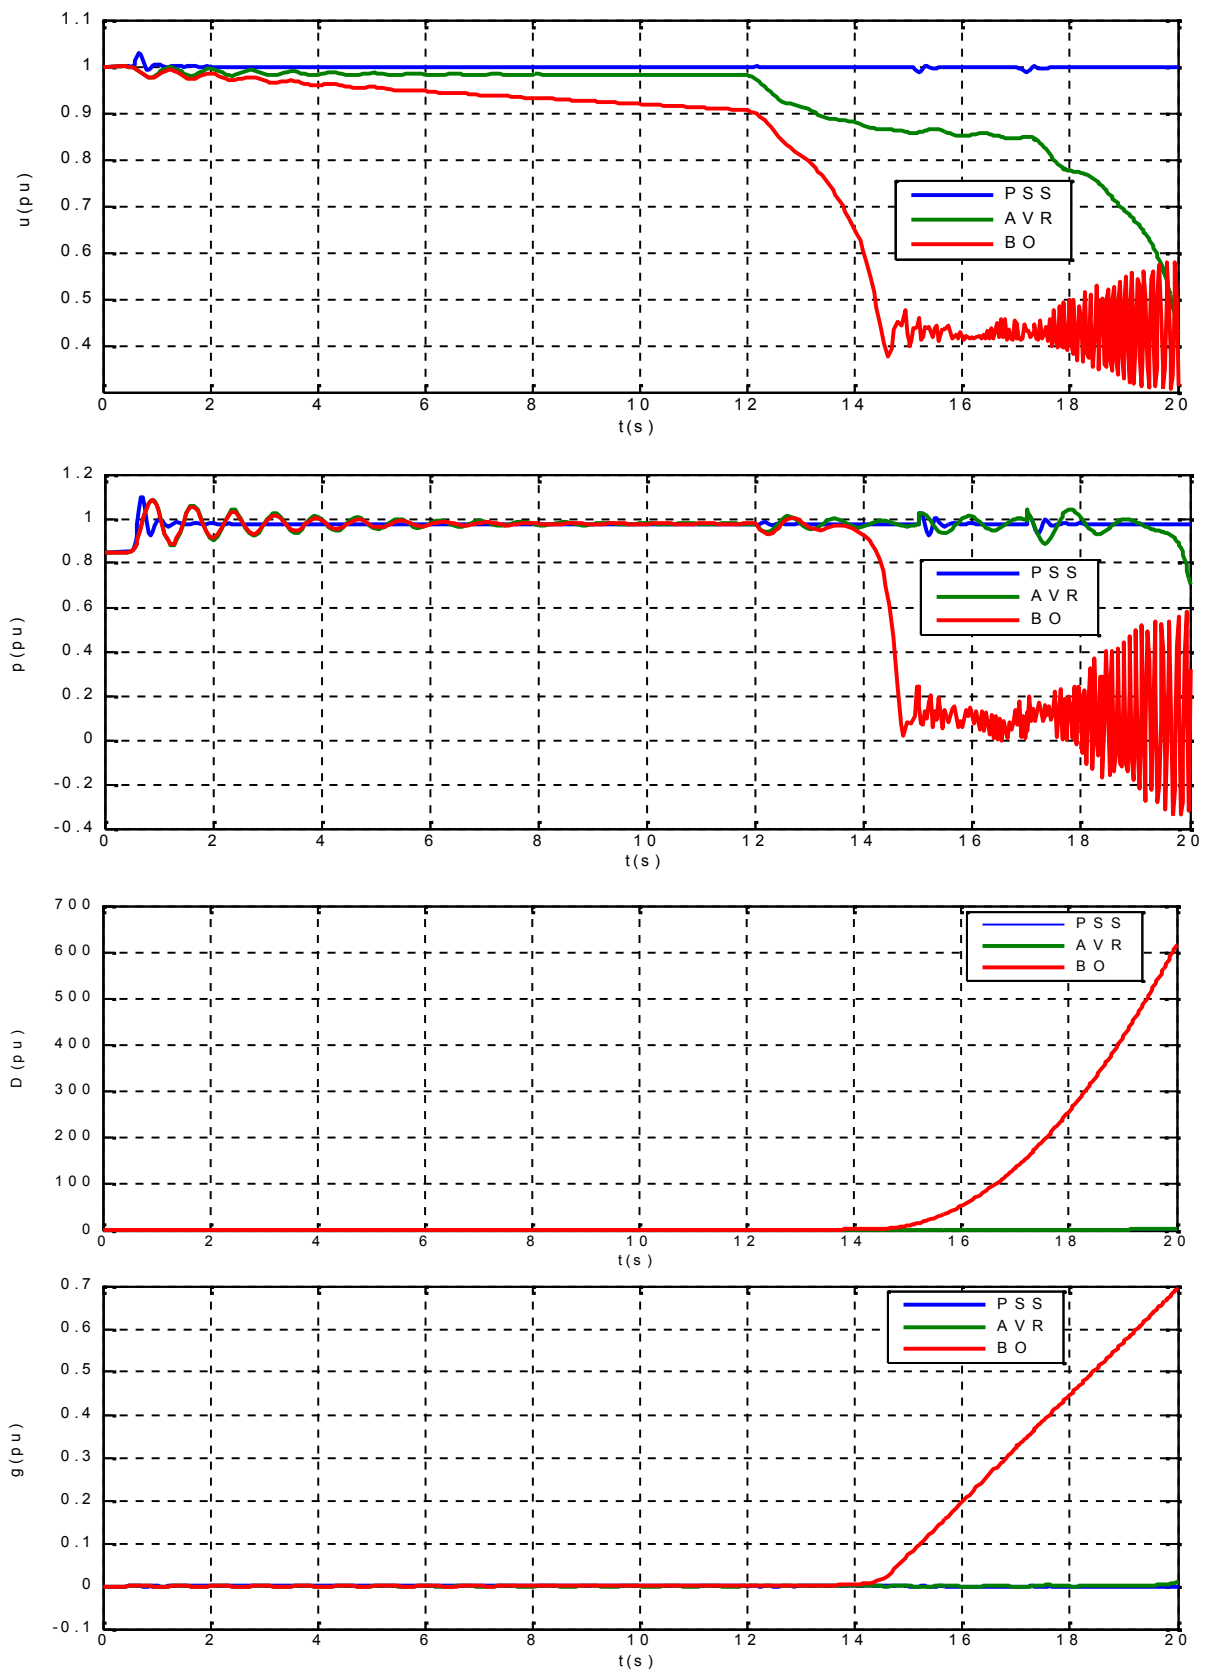 1.1
1
0.9
0.8
0.7
0.6
0.5
0.4
u(pu)
PSS
AVR
BO
0 2 4 6 8 10 12 14 16 18 20
t(s)
1.2
1
0.8
0.6
0.4
0.2
0
-0.2
-0.4
p(pu)
PSS
AVR
BO
0 2 4 6 8 10 12 14 16 18 20
t(s)
700
600
500
400
300
200
100
0
D(pu)
PSS
AVR
BO
0 2 4 6 8 10 12 14 16 18 20
t(s)
0.7
0.6
0.5
0.4
0.3
0.2
0.1
0
-0.1
g(pu)
PSS
AVR
BO
0 2 4 6 8 10 12 14 16 18 20
t(s)